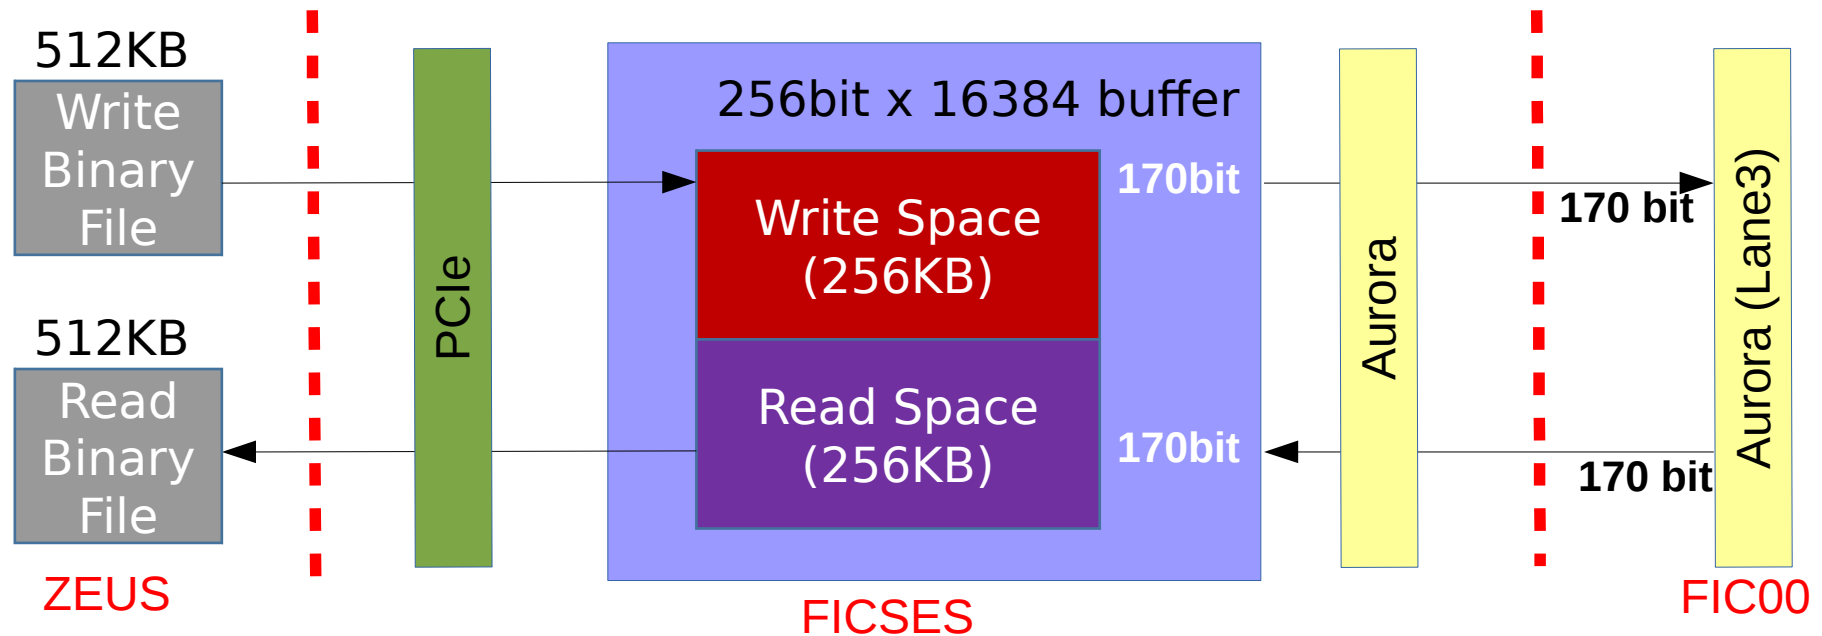 512KB
Write
Binary
File
512KB
Read
Binary
File
ZEUS
PCIe
256bit x 16384 buffer
Write Space
(256KB)
Read Space
(256KB)
170bit
170bit
FICSES
Aurora
170 bit
170 bit
Aurora (Lane3)
FIC00